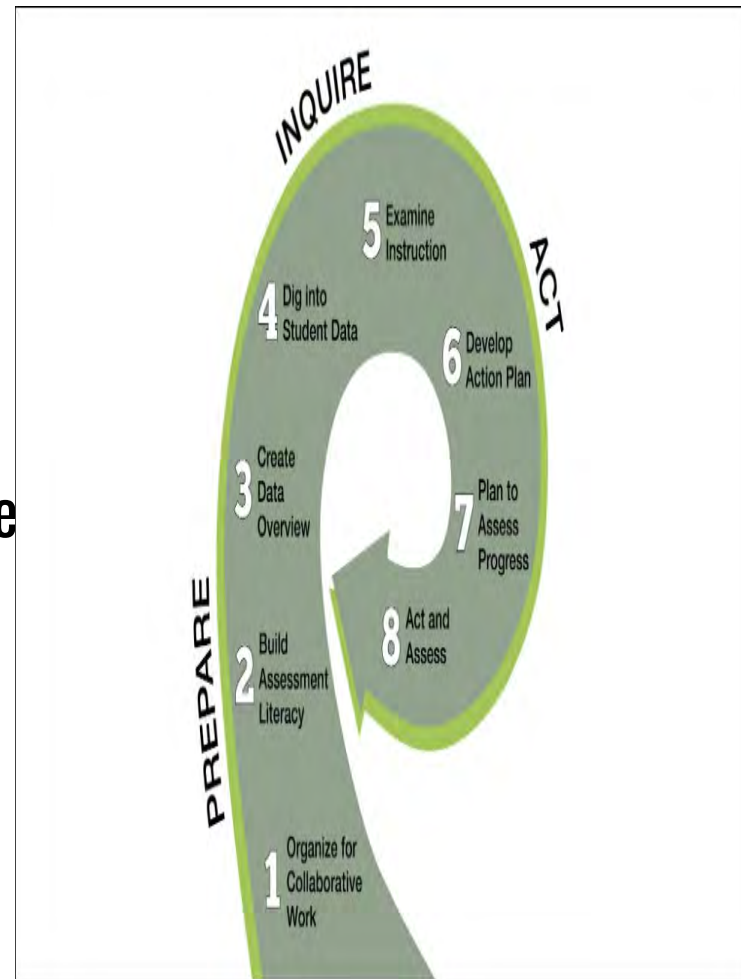 INQUIRE
ACT
PREPARE
e
5 Examine
Instruction
4 Dig into
Student Data
6 Develop
Action Plan
3 Create
Data
Overview
7 Plan to
Assess
Progress
8 Act and
Assess
2 Build
Assessment
Literacy
1 Organize for
Collaborative
Work